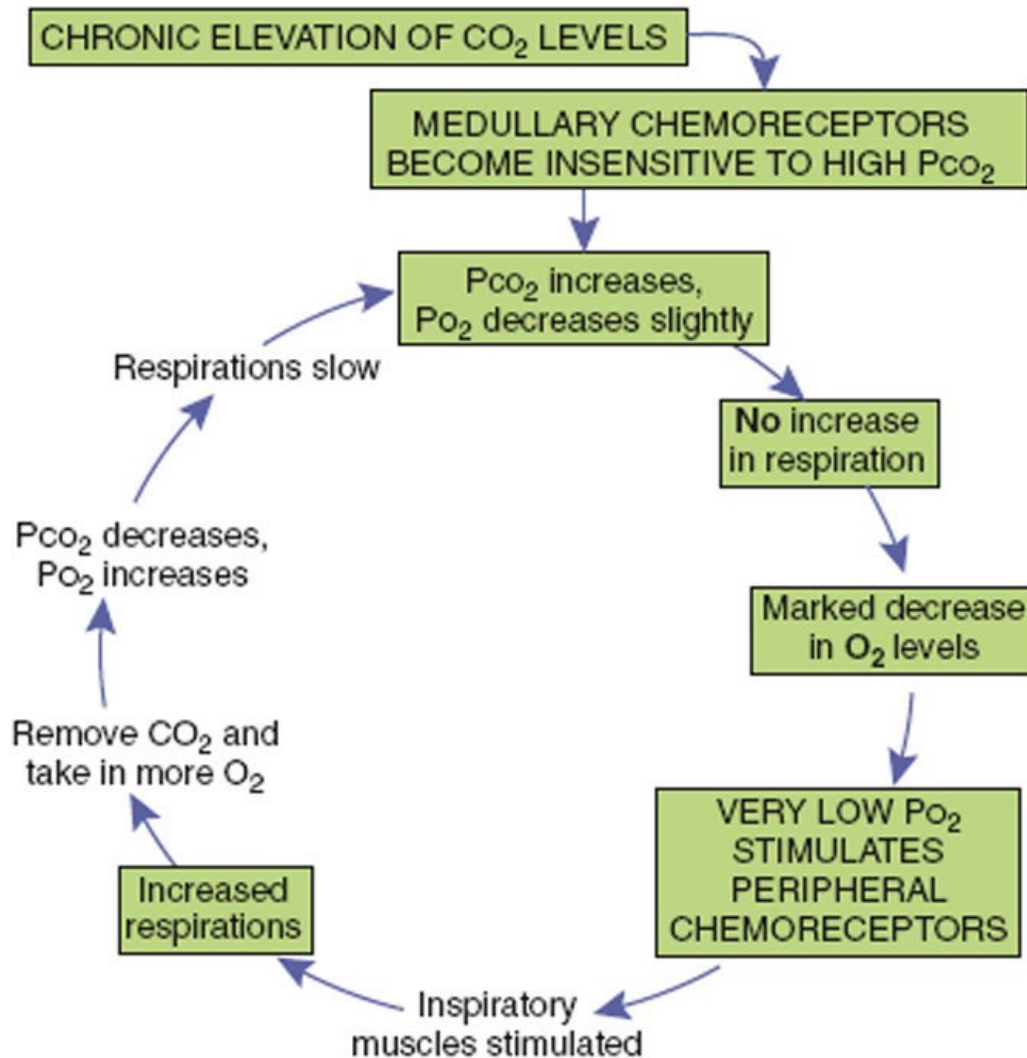 CHRONIC ELEVATION OF CO₂ LEVELS
MEDULLARY CHEMORECEPTORS
BECOME INSENSITIVE TO HIGH PCO₂
PCO₂ increases,
PO₂ decreases slightly
No increase
in respiration
Marked decrease
in O₂ levels
VERY LOW PO₂
STIMULATES
PERIPHERAL
CHEMORECEPTORS
Inspiratory
muscles stimulated
Increased
respirations
Remove CO₂ and
take in more O₂
PCO₂ decreases,
PO₂ increases
Respirations slow